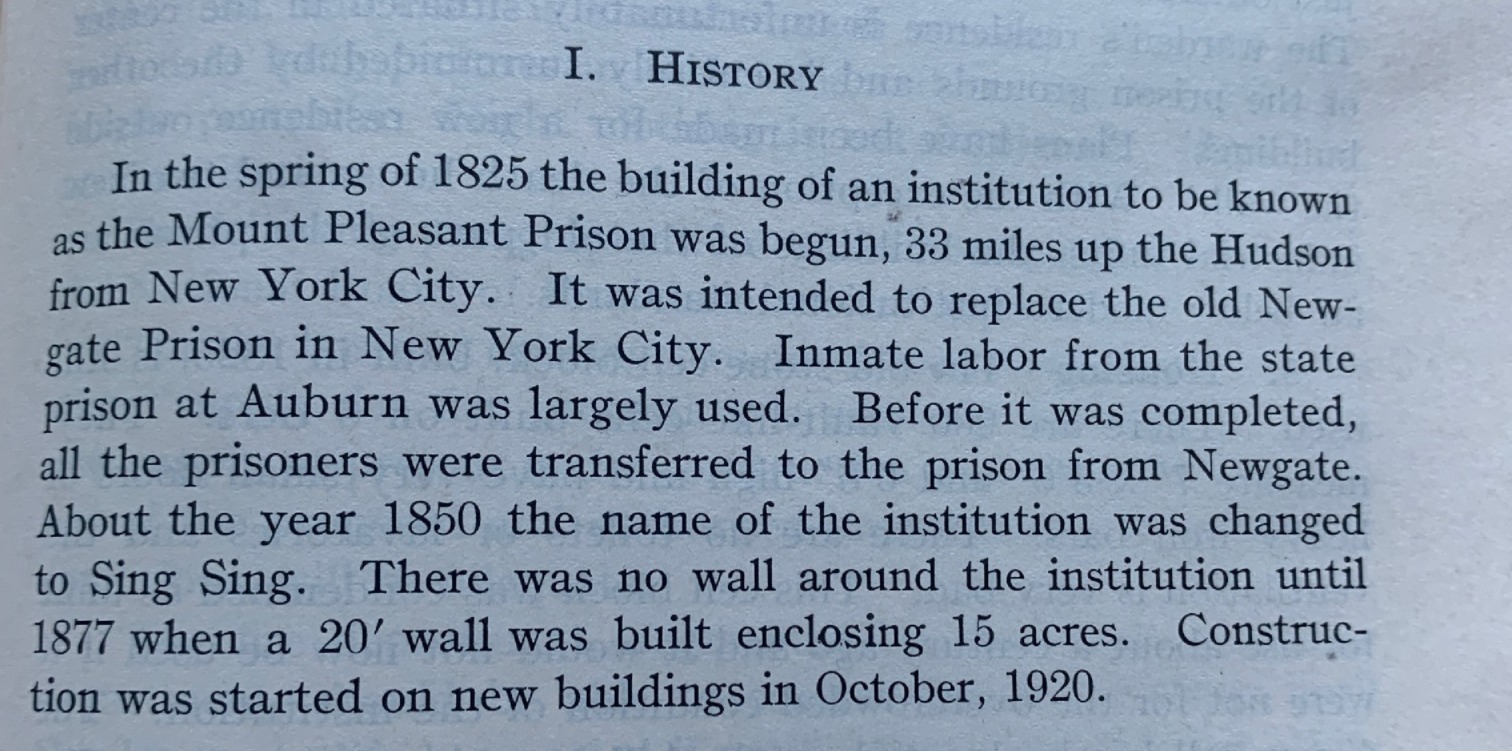 I. History
In the spring of 1825 the building of an institution to be known
as the Mount Pleasant Prison was begun, 33 miles up the Hudson
from New York City. It was intended to replace the old New-
gate Prison in New York City. Inmate labor from the state
prison at Auburn was largely used. Before it was completed,
all the prisoners were transferred to the prison from Newgate.
About the year 1850 the name of the institution was changed
to Sing Sing. There was no wall around the institution until
1877 when a 20′ wall was built enclosing 15 acres. Construc-
tion was started on new buildings in October, 1920.